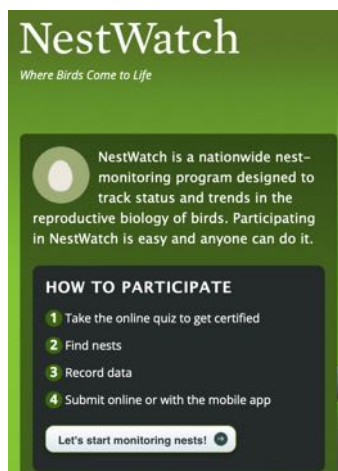 NestWatch
Where Birds Come to Life
NestWatch is a nationwide nest-
monitoring program designed to
track status and trends in the
reproductive biology of birds. Participating
in NestWatch is easy and anyone can do it.
HOW TO PARTICIPATE
1 Take the online quiz to get certified
2 Find nests
3 Record data
4 Submit online or with the mobile app
Let's start monitoring nests!